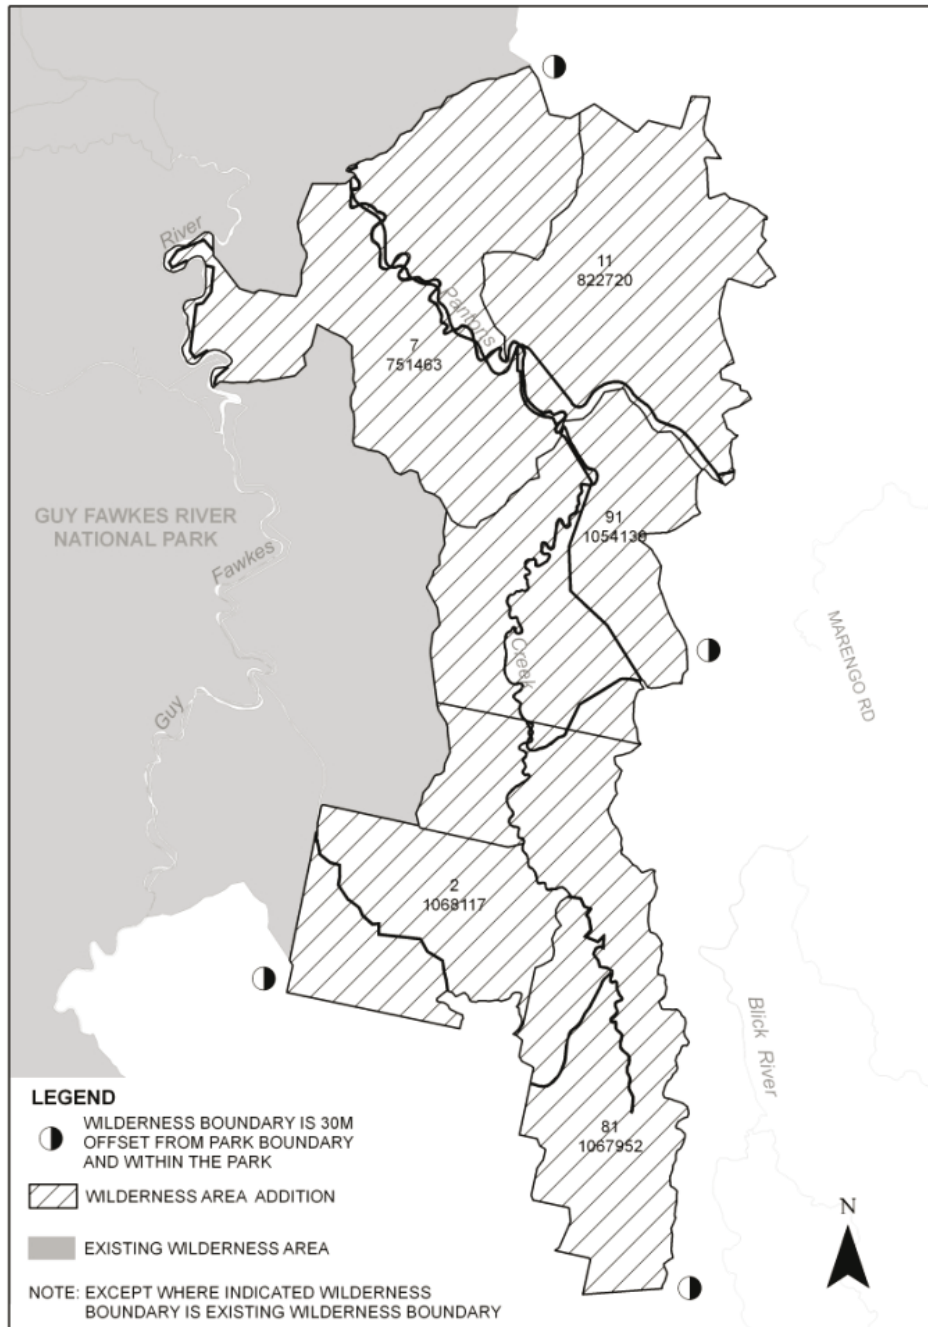 River
11
822720
Pantons
7
751463
GUY FAWKES RIVER
NATIONAL PARK
91
1054136
Fawkes
MARENGO RD
Creek
Guy
2
1068117
Blick River
LEGEND
WILDERNESS BOUNDARY IS 30M
OFFSET FROM PARK BOUNDARY
AND WITHIN THE PARK
81
1067952
WILDERNESS AREA ADDITION
N
EXISTING WILDERNESS AREA
NOTE: EXCEPT WHERE INDICATED WILDERNESS
BOUNDARY IS EXISTING WILDERNESS BOUNDARY